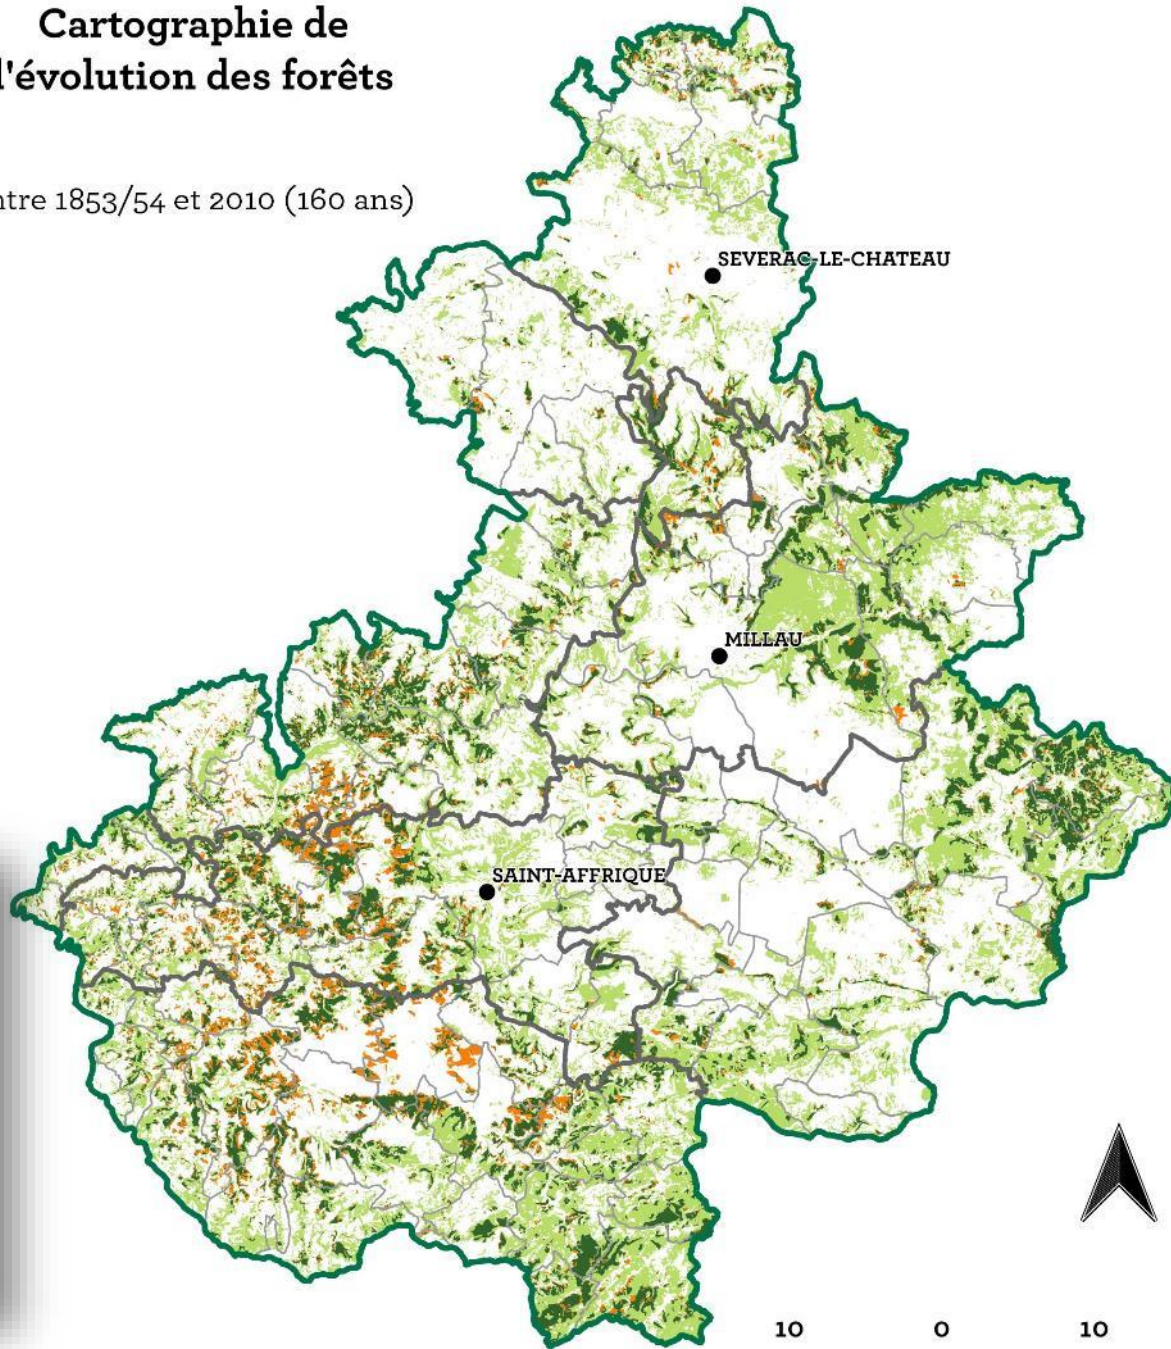 Cartographie de
l'évolution des forêts
ntre 1853/54 et 2010 (160 ans)
SEVERAC-LE-CHATEAU
MILLAU
SAINT-AFFRIQUE
10 0 10